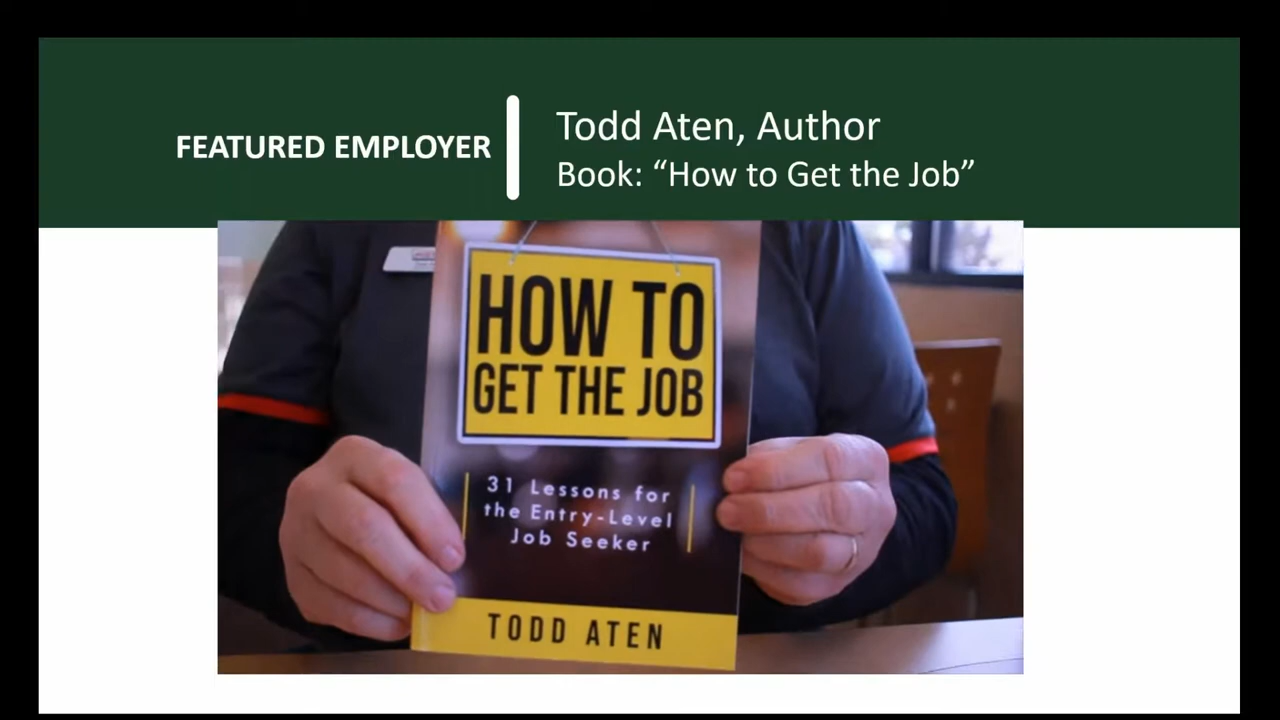 FEATURED EMPLOYER
Todd Aten, Author
Book: “How to Get the Job”
HOW TO
GET THE JOB
31 Lessons for
the Entry-Level
Job Seeker
TODD ATEN